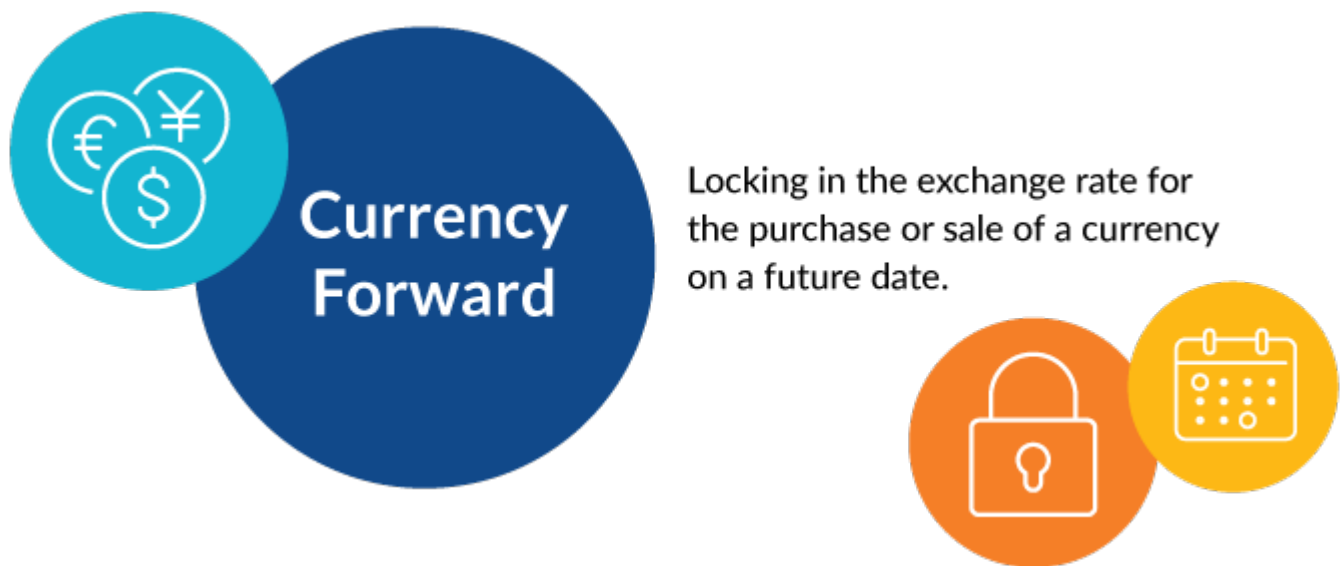 €
¥
$
Currency
Forward
Locking in the exchange rate for
the purchase or sale of a currency
on a future date.